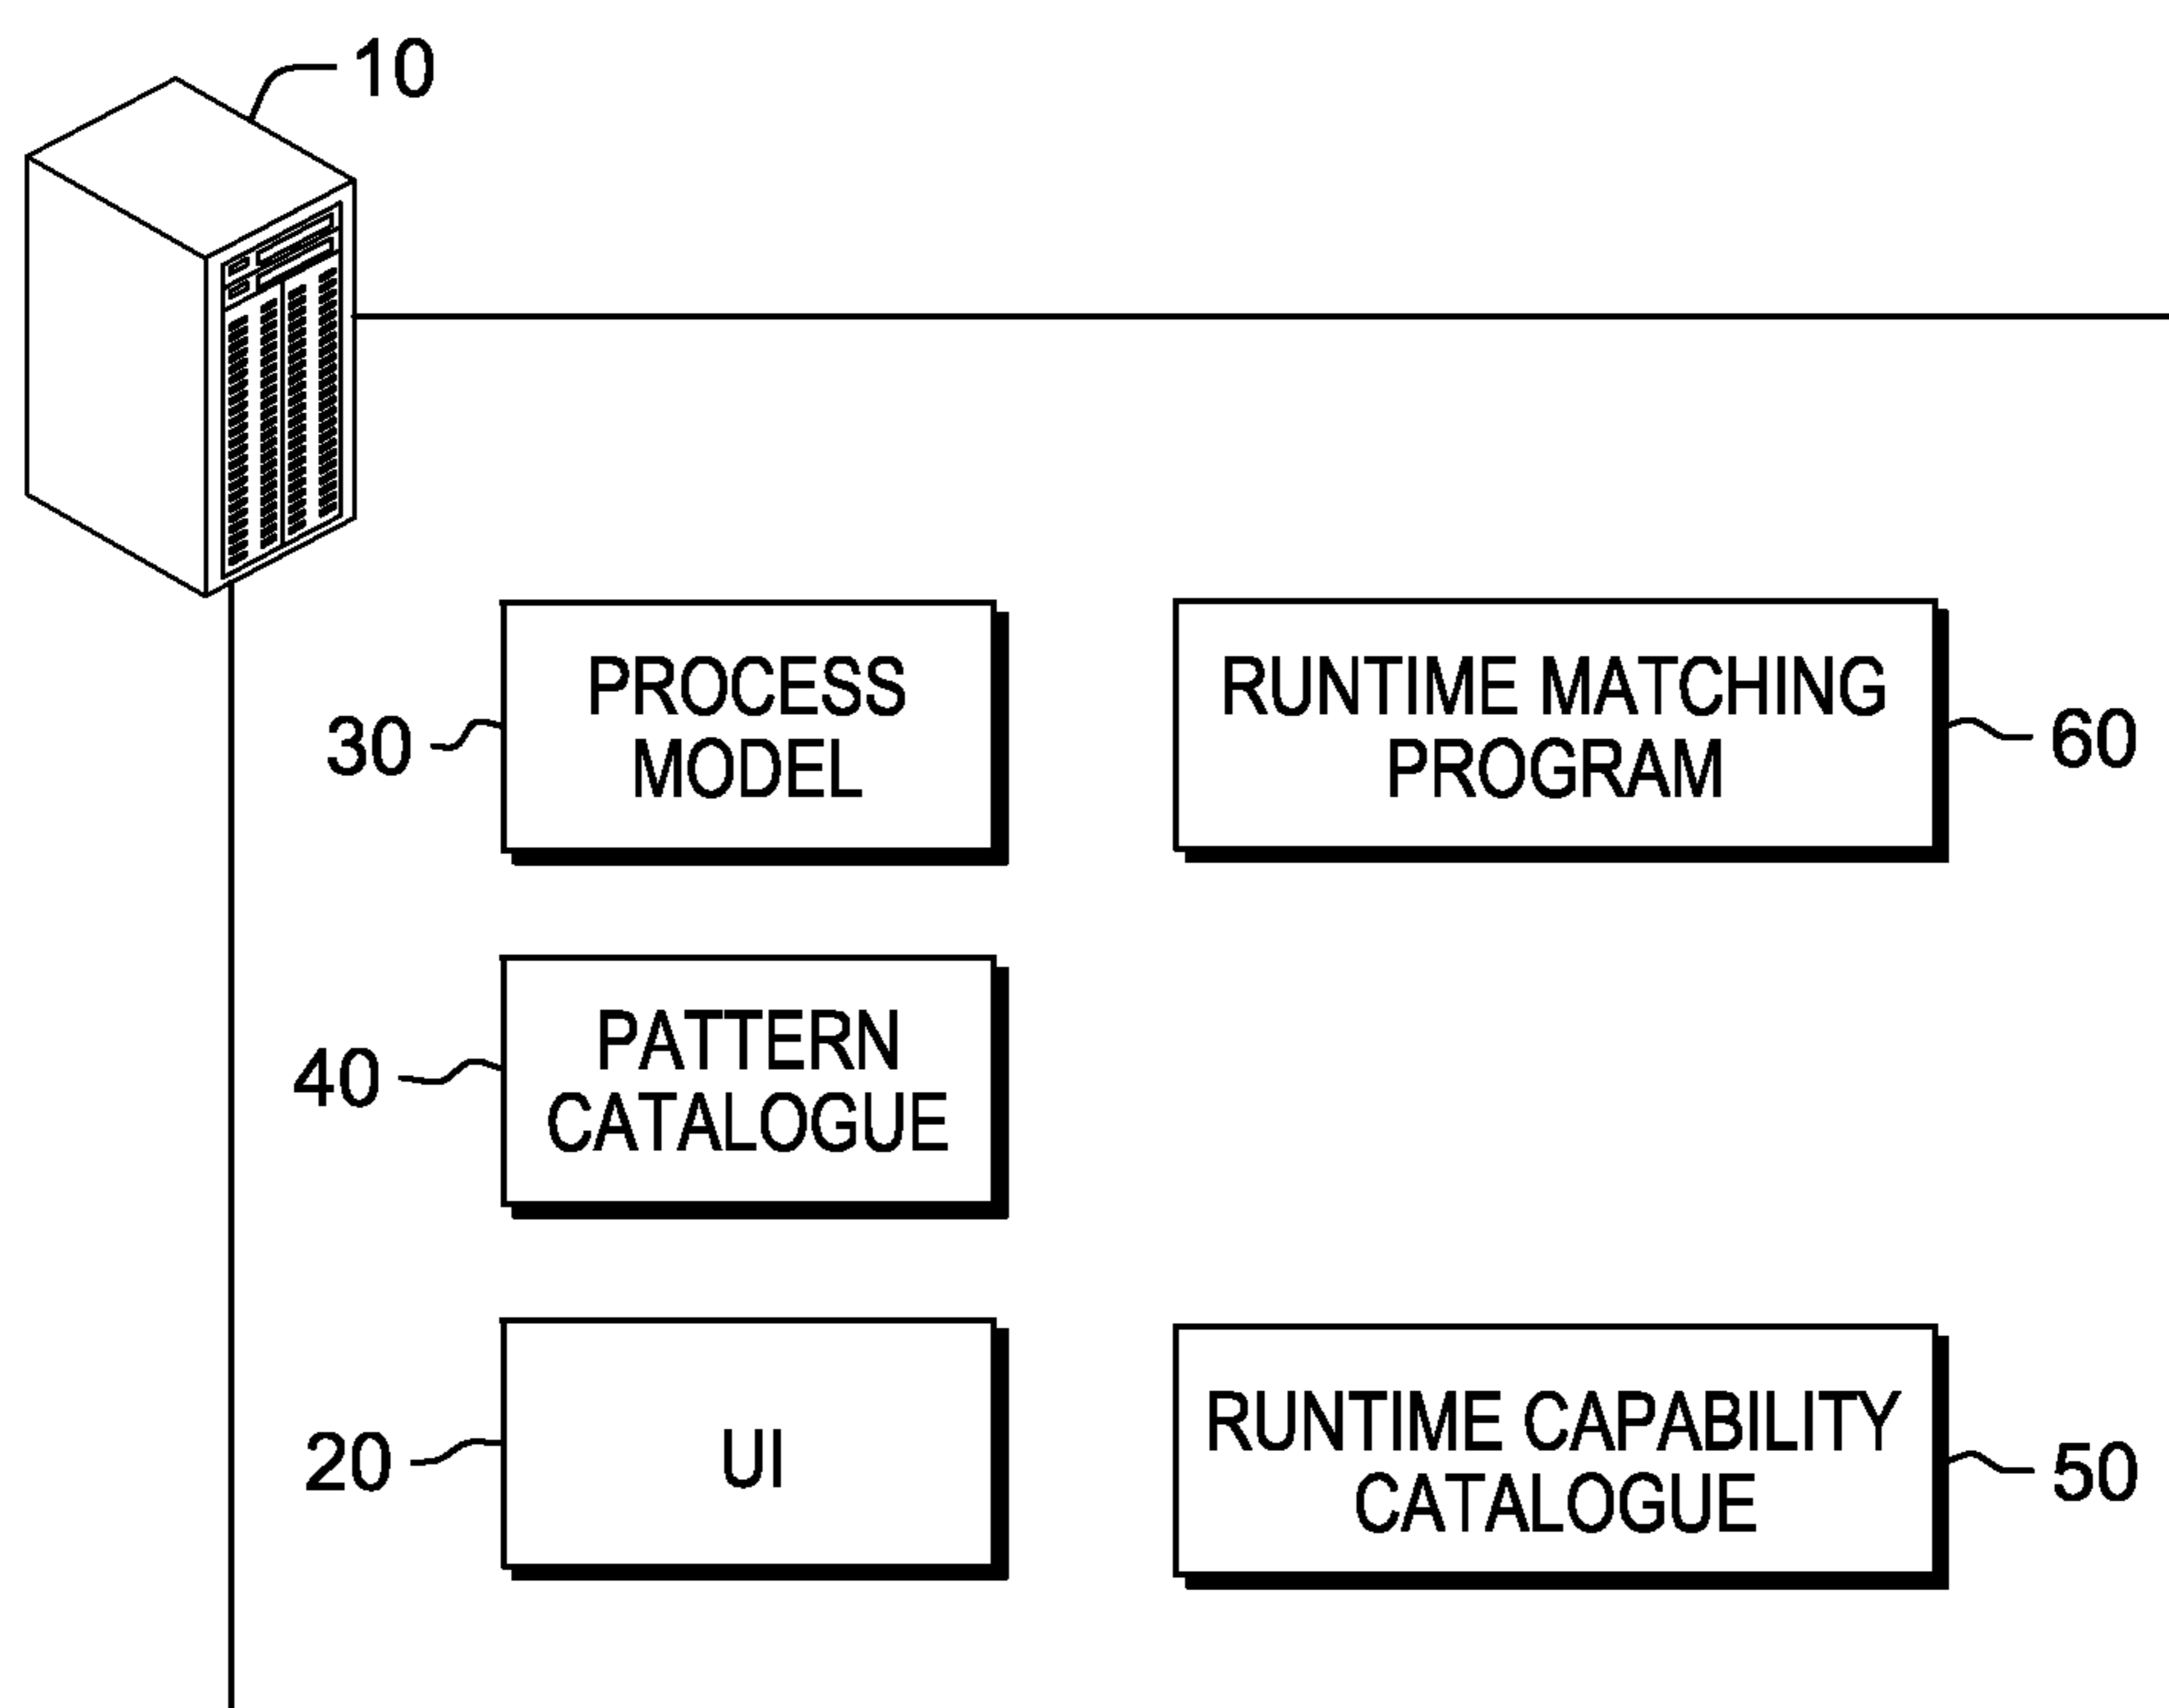 10
PROCESS
MODEL
30
RUNTIME MATCHING
PROGRAM
60
PATTERN
CATALOGUE
40
UI
20
RUNTIME CAPABILITY
CATALOGUE
50